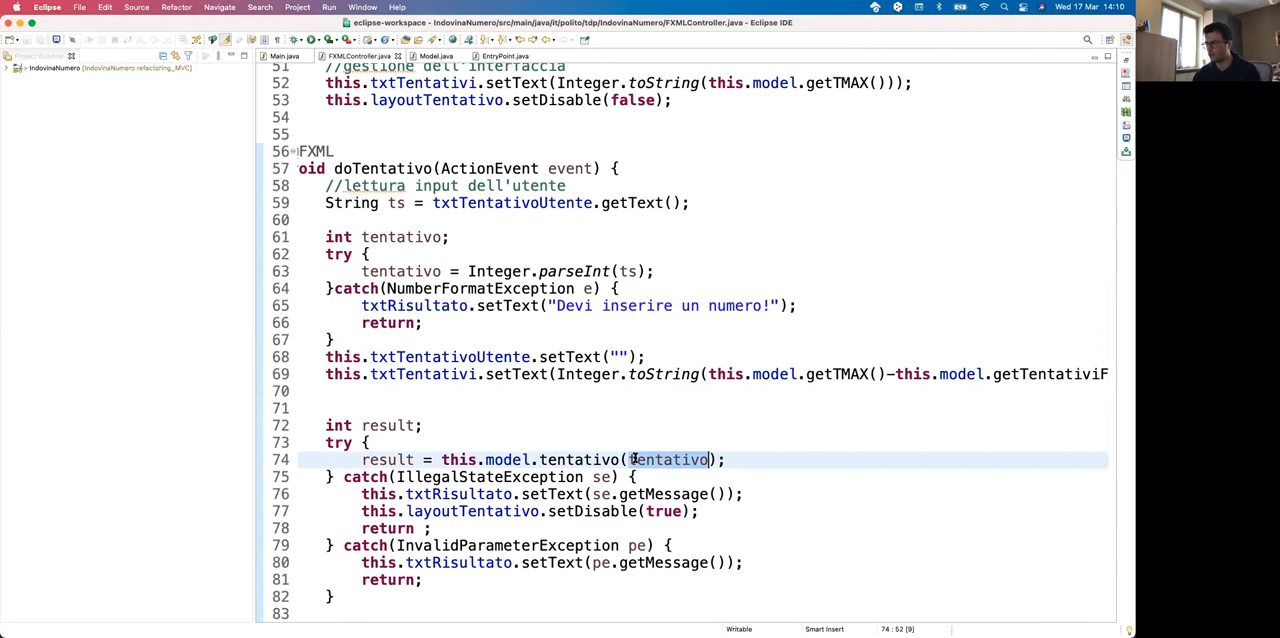 Eclipse File Edit Source Refactor Navigate Search Project Run Window Help Wed 17 Mar 14:10
eclipse-workspace - IndovinaNumero/src/main/java/it/polito/tdp/IndovinaNumero/FXMLController.java - Eclipse IDE
Project Explorer Main.java FXMLController.java Model.java EntryPoint.java
IndovinaNumero [IndovinaNumero refactoring_MVC]
51 //gestione dell'interfaccia
52 this.txtTentativi.setText(Integer.toString(this.model.getTMAX()));
53 this.layoutTentativo.setDisable(false);
54
55
56 FXML
57 oid doTentativo(ActionEvent event) {
58 //lettura input dell'utente
59 String ts = txtTentativoUtente.getText();
60
61 int tentativo;
62 try {
63 tentativo = Integer.parseInt(ts);
64 }catch(NumberFormatException e) {
65 txtRisultato.setText("Devi inserire un numero!");
66 return;
67 }
68 this.txtTentativoUtente.setText("");
69 this.txtTentativi.setText(Integer.toString(this.model.getTMAX()-this.model.getTentativiF
70
71
72 int result;
73 try {
74 result = this.model.tentativo(tentativo);
75 } catch(IllegalStateException se) {
76 this.txtRisultato.setText(se.getMessage());
77 this.layoutTentativo.setDisable(true);
78 return ;
79 } catch(InvalidParameterException pe) {
80 this.txtRisultato.setText(pe.getMessage());
81 return;
82 }
83
Writable Smart Insert 74 : 52 [9]